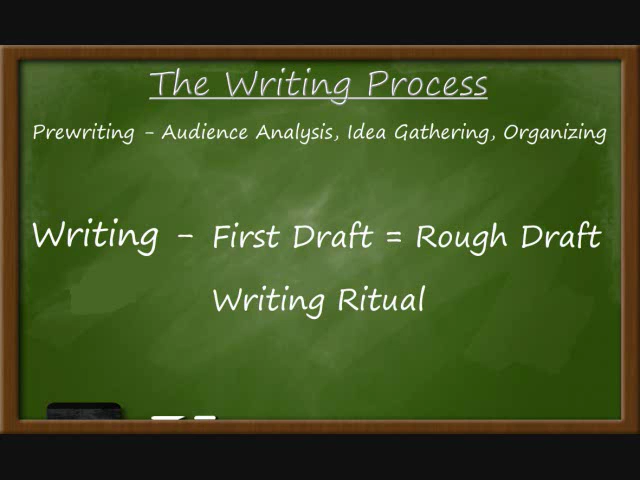 The Writing Process
Prewriting - Audience Analysis, Idea Gathering, Organizing
Writing - First Draft = Rough Draft
Writing Ritual